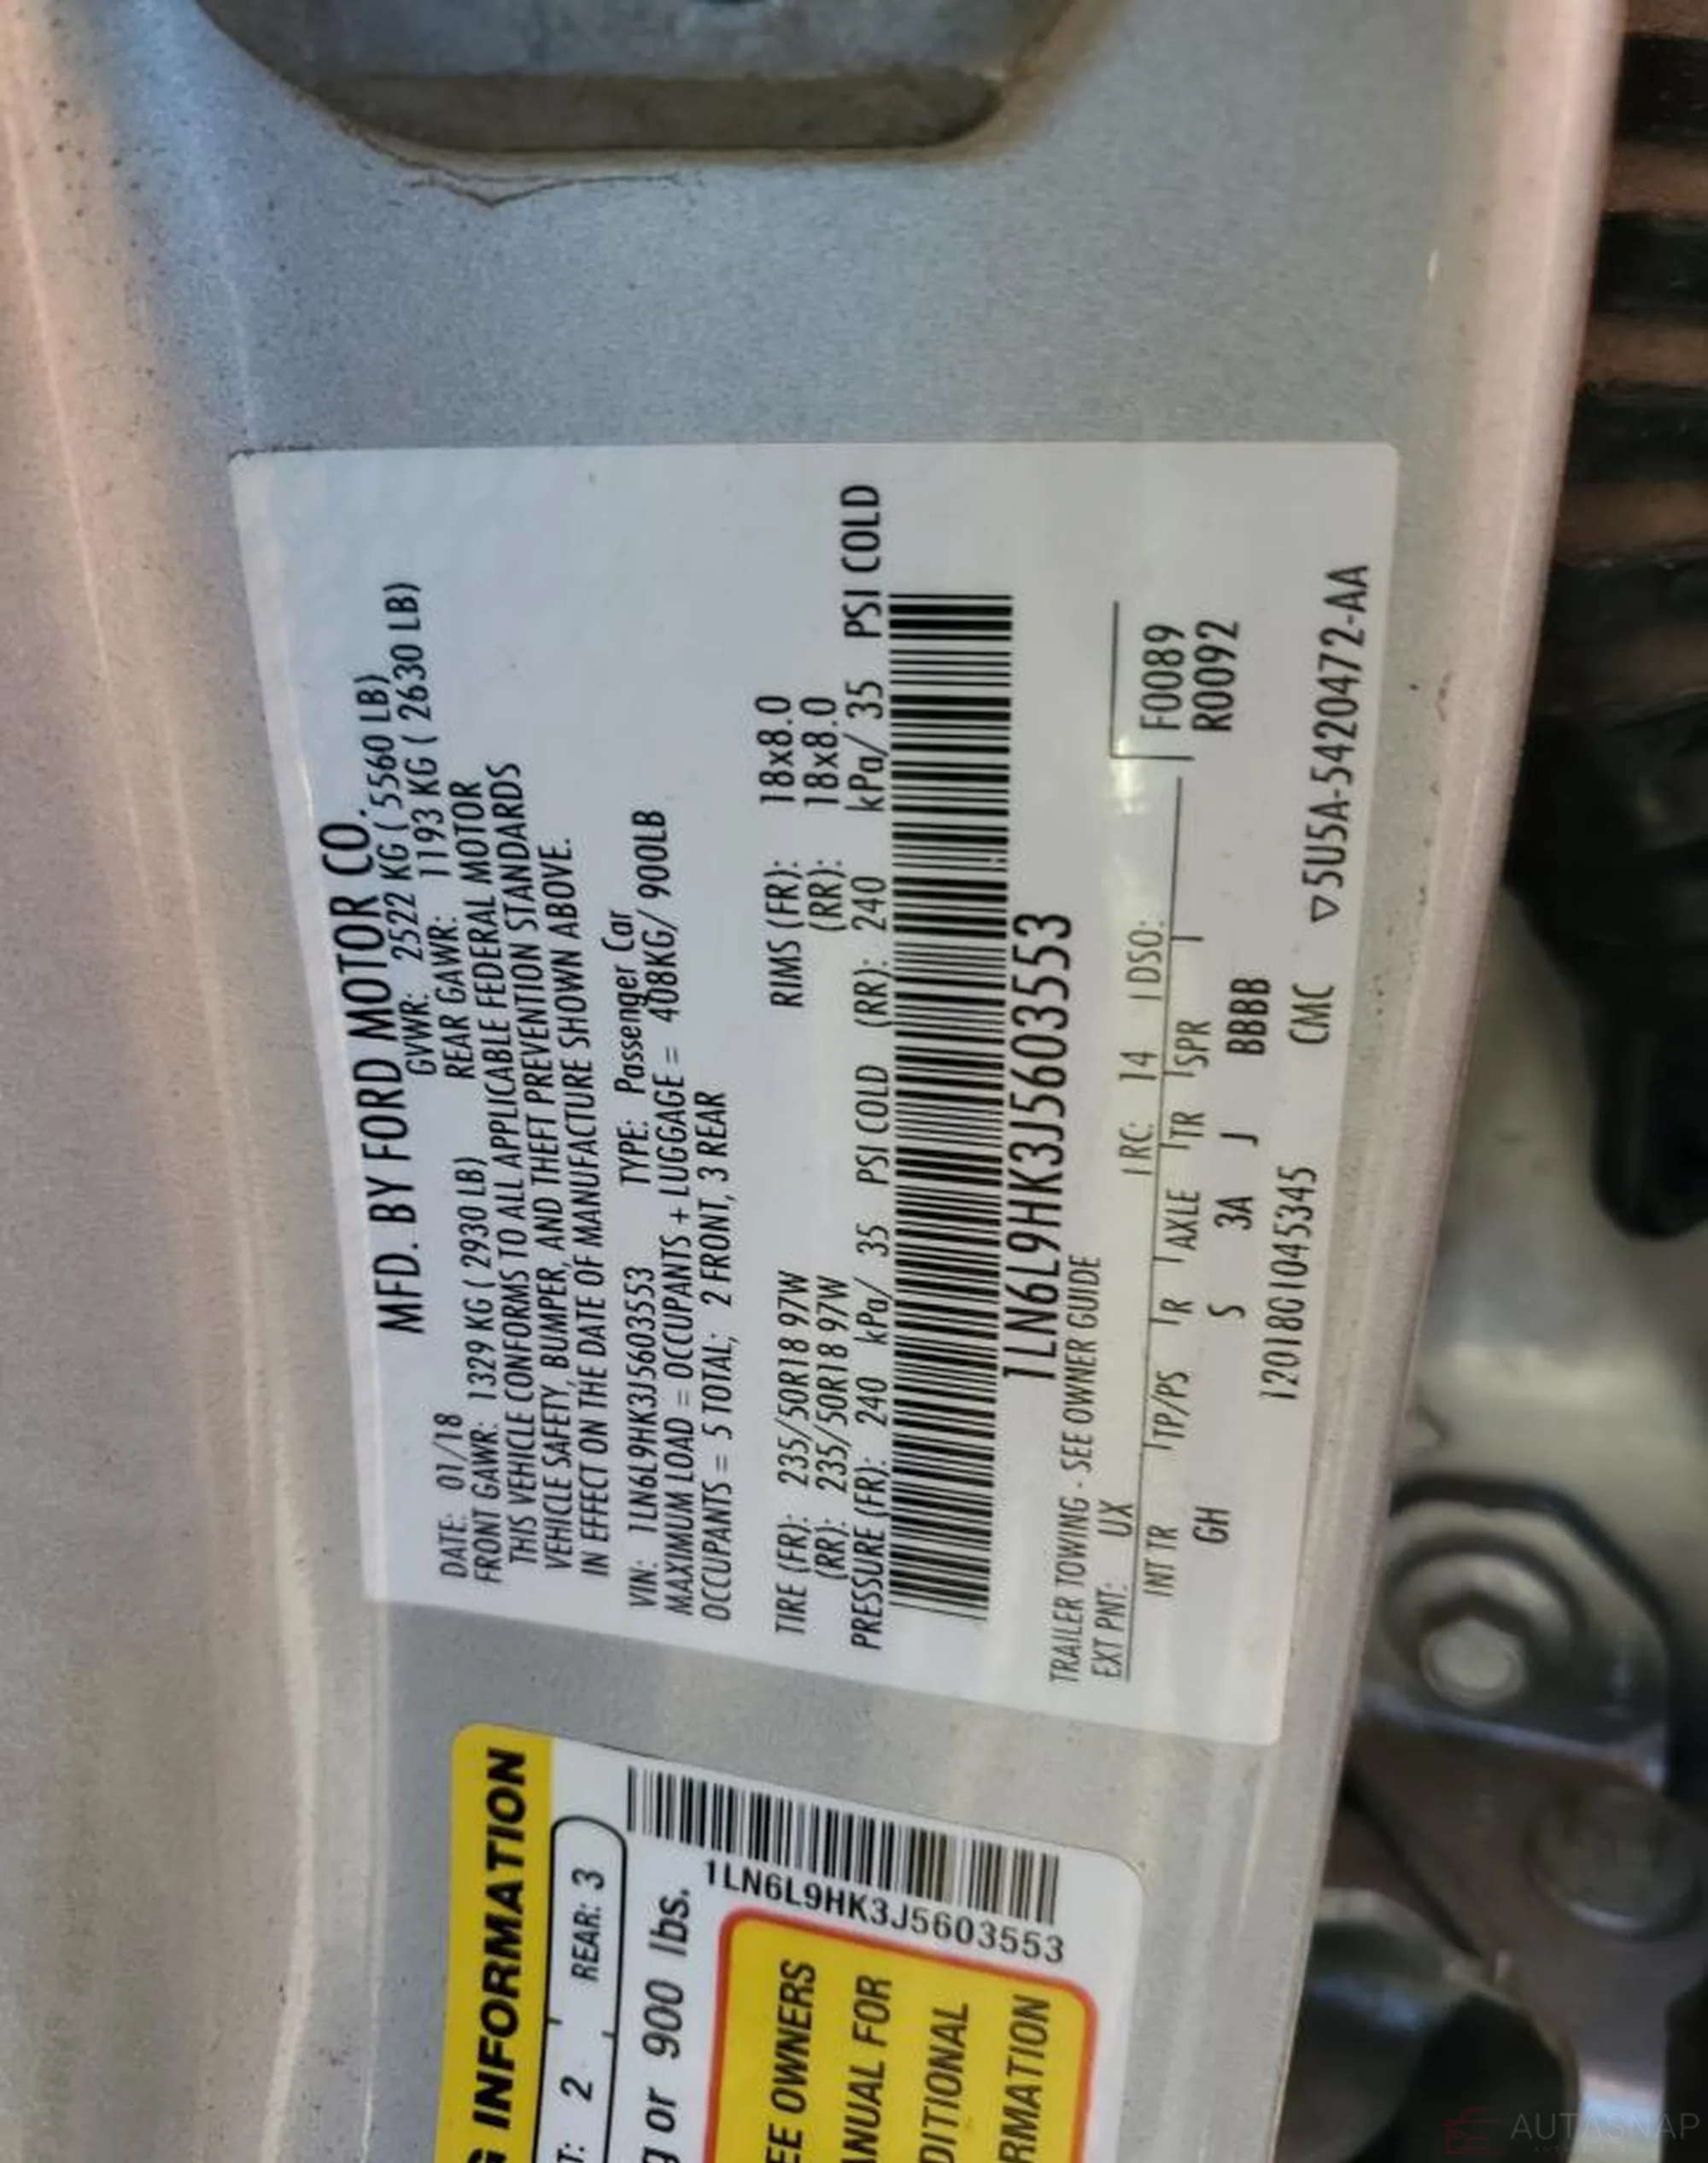 MFD. BY FORD MOTOR CO.
DATE: 01/18 GVWR: 2522 KG ( 5560 LB)
FRONT GAWR: 1329 KG ( 2930 LB) REAR GAWR: 1193 KG ( 2630 LB)
THIS VEHICLE CONFORMS TO ALL APPLICABLE FEDERAL MOTOR
VEHICLE SAFETY, BUMPER, AND THEFT PREVENTION STANDARDS
IN EFFECT ON THE DATE OF MANUFACTURE SHOWN ABOVE.
VIN: 1LN6L9HK3J5603553 TYPE: Passenger Car
MAXIMUM LOAD = OCCUPANTS + LUGGAGE = 408KG/ 900LB
OCCUPANTS = 5 TOTAL; 2 FRONT, 3 REAR
TIRE (FR): 235/50R18 97W RIMS (FR): 18x8.0
(RR): 235/50R18 97W (RR): 18x8.0
PRESSURE (FR): 240 kPa/ 35 PSI COLD (RR): 240 kPa/ 35 PSI COLD
1LN6L9HK3J5603553
TRAILER TOWING - SEE OWNER GUIDE
EXT PNT: UX RC: 14 DSO:
INT TR TP/PS R AXLE TR SPR F0089
GH S 3A J BBBB R0092
1201801045345 CMC ▽5U5A-5420472-AA
INFORMATION
2 REAR: 3
or 900 lbs.
1LN6L9HK3J5603553
EE OWNERS
ANUAL FOR
DITIONAL
RMATION
AUTASNAP